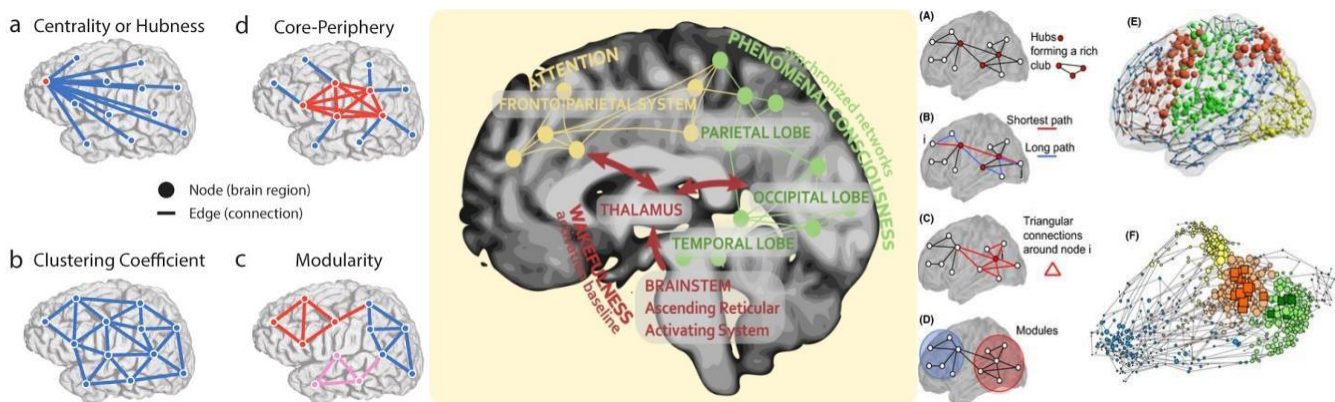 a Centrality or Hubness
d Core-Periphery
Node (brain region)
Edge (connection)
b Clustering Coefficient
c Modularity
ATTENTION
FRONTO PARIETAL SYSTEM
PHENOMENAL CONSCIOUSNESS
synchronized networks
PARIETAL LOBE
OCCIPITAL LOBE
THALAMUS
TEMPORAL LOBE
WAKEFULNESS
activation baseline
BRAINSTEM
Ascending Reticular
Activating System
(A)
Hubs
forming a rich
club
(B)
i
Shortest path
Long path
j
(C)
Triangular
connections
around node i
(D)
Modules
(E)
(F)